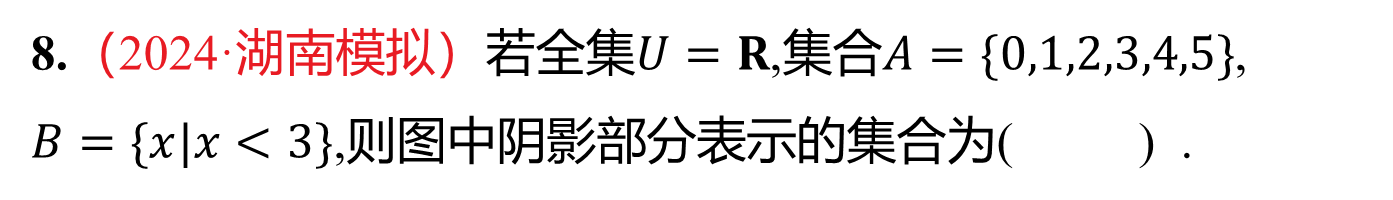 8.（2024·湖南模拟）若全集U = R,集合A = {0,1,2,3,4,5},
B = {x|x < 3},则图中阴影部分表示的集合为(  ) .